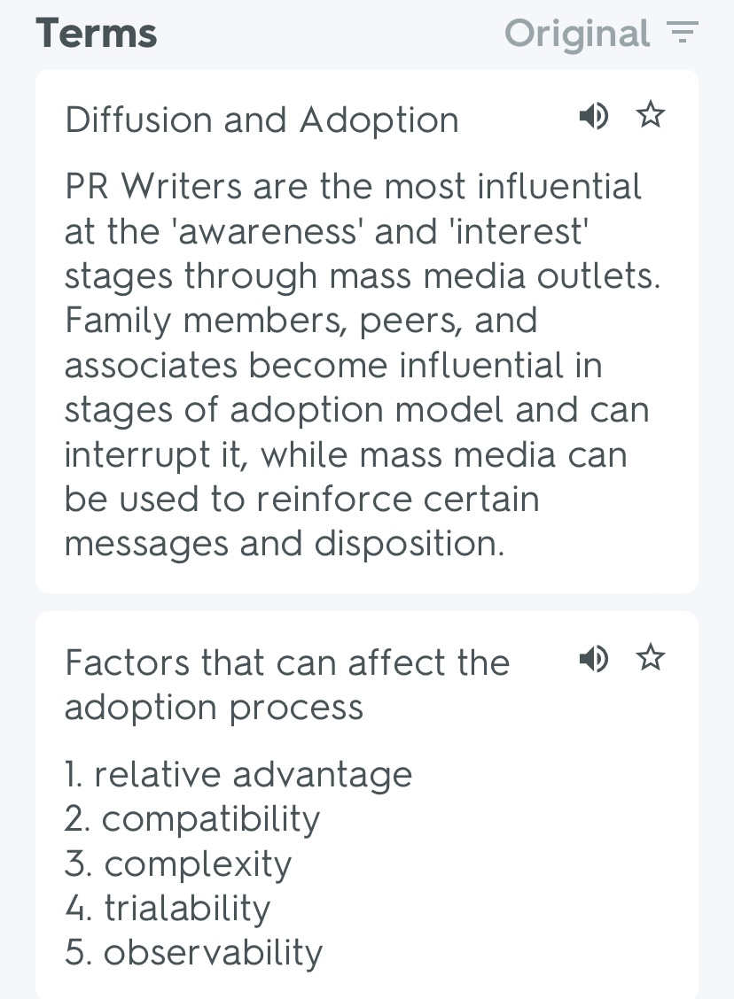 Terms
Original
Diffusion and Adoption
PR Writers are the most influential
at the 'awareness' and 'interest'
stages through mass media outlets.
Family members, peers, and
associates become influential in
stages of adoption model and can
interrupt it, while mass media can
be used to reinforce certain
messages and disposition.
Factors that can affect the
adoption process
1. relative advantage
2. compatibility
3. complexity
4. trialability
5. observability